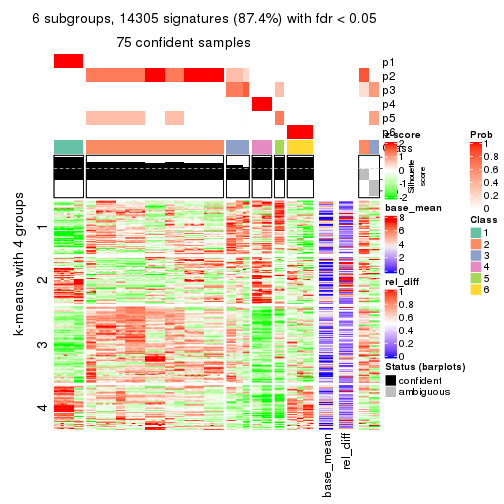 6 subgroups, 14305 signatures (87.4%) with fdr < 0.05
75 confident samples
p1
p2
p3
p4
p5
p6
Class
Silhouette
score
k-means with 4 groups
1
2
3
4
base_mean
rel_diff
z-score
2
1
0
-1
-2
base_mean
8
6
4
2
0
rel_diff
1
0.8
0.6
0.4
0.2
0
Status (barplots)
confident
ambiguous
Prob
1
0.8
0.6
0.4
0.2
0
Class
1
2
3
4
5
6